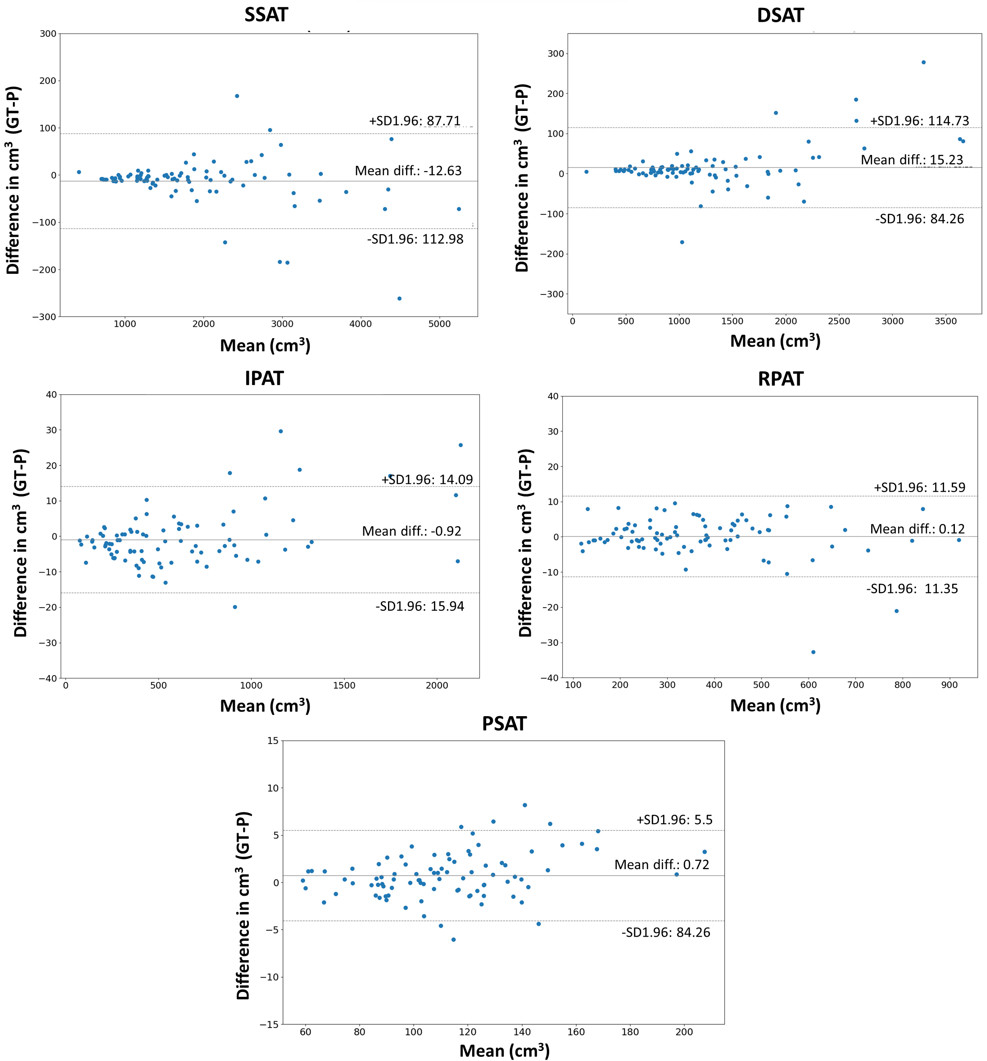 SSAT
Difference in cm³ (GT-P)
300
200
100
0
−100
−200
−300
+SD1.96: 87.71
Mean diff.: -12.63
-SD1.96: 112.98
1000 2000 3000 4000 5000
Mean (cm³)
DSAT
Difference in cm³ (GT-P)
300
200
100
0
−100
−200
−300
+SD1.96: 114.73
Mean diff.: 15.23
-SD1.96: 84.26
0 500 1000 1500 2000 2500 3000 3500
Mean (cm³)
IPAT
Difference in cm³ (GT-P)
40
30
20
10
0
−10
−20
−30
−40
+SD1.96: 14.09
Mean diff.: -0.92
-SD1.96: 15.94
0 500 1000 1500 2000
Mean (cm³)
RPAT
Difference in cm³ (GT-P)
40
30
20
10
0
−10
−20
−30
−40
+SD1.96: 11.59
Mean diff.: 0.12
-SD1.96: 11.35
100 200 300 400 500 600 700 800 900
Mean (cm³)
PSAT
Difference in cm³ (GT-P)
15
10
5
0
−5
−10
−15
+SD1.96: 5.5
Mean diff.: 0.72
-SD1.96: 84.26
60 80 100 120 140 160 180 200
Mean (cm³)